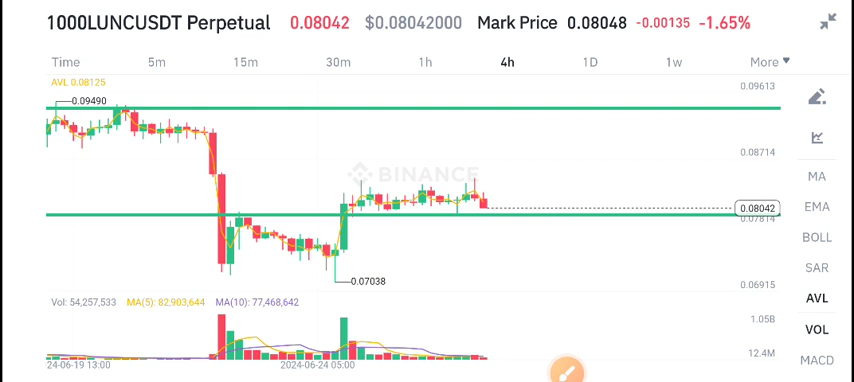 1000LUNCUSDT Perpetual 0.08042 $0.08042000 Mark Price 0.08048 -0.00135 -1.65%
Time 5m 15m 30m 1h 4h 1D 1w More
AVL 0.08125
0.09613
0.09490
0.08714
BINANCE
MA
EMA
0.08042
0.07814
BOLL
SAR
0.07038
0.06915
AVL
Vol: 54,257,533 MA(5): 82,903,644 MA(10): 77,468,642
1.05B
VOL
12.4M
MACD
24-06-19 13:00 2024-06-24 05:00